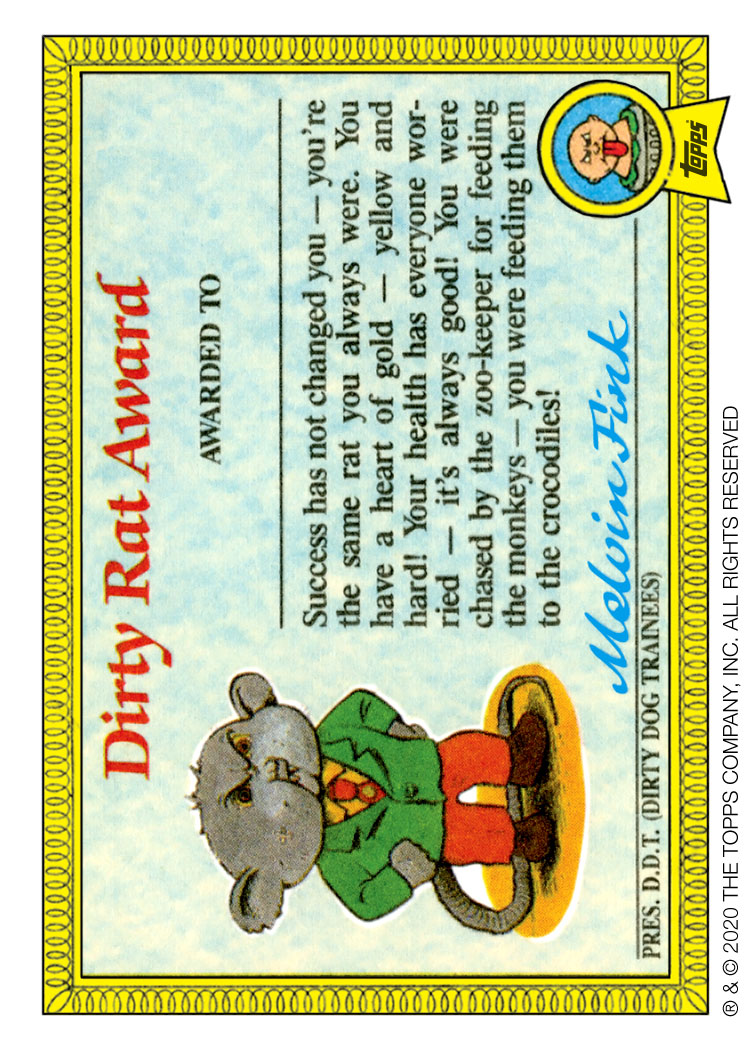 Dirty Rat Award
AWARDED TO
Success has not changed you — you're
the same rat you always were. You
have a heart of gold — yellow and
hard! Your health has everyone wor-
ried — it's always good! You were
chased by the zoo-keeper for feeding
the monkeys — you were feeding them
to the crocodiles!
Melvin Fink
PRES. D.D.T. (DIRTY DOG TRAINEES)
topps
® & © 2020 THE TOPPS COMPANY, INC. ALL RIGHTS RESERVED